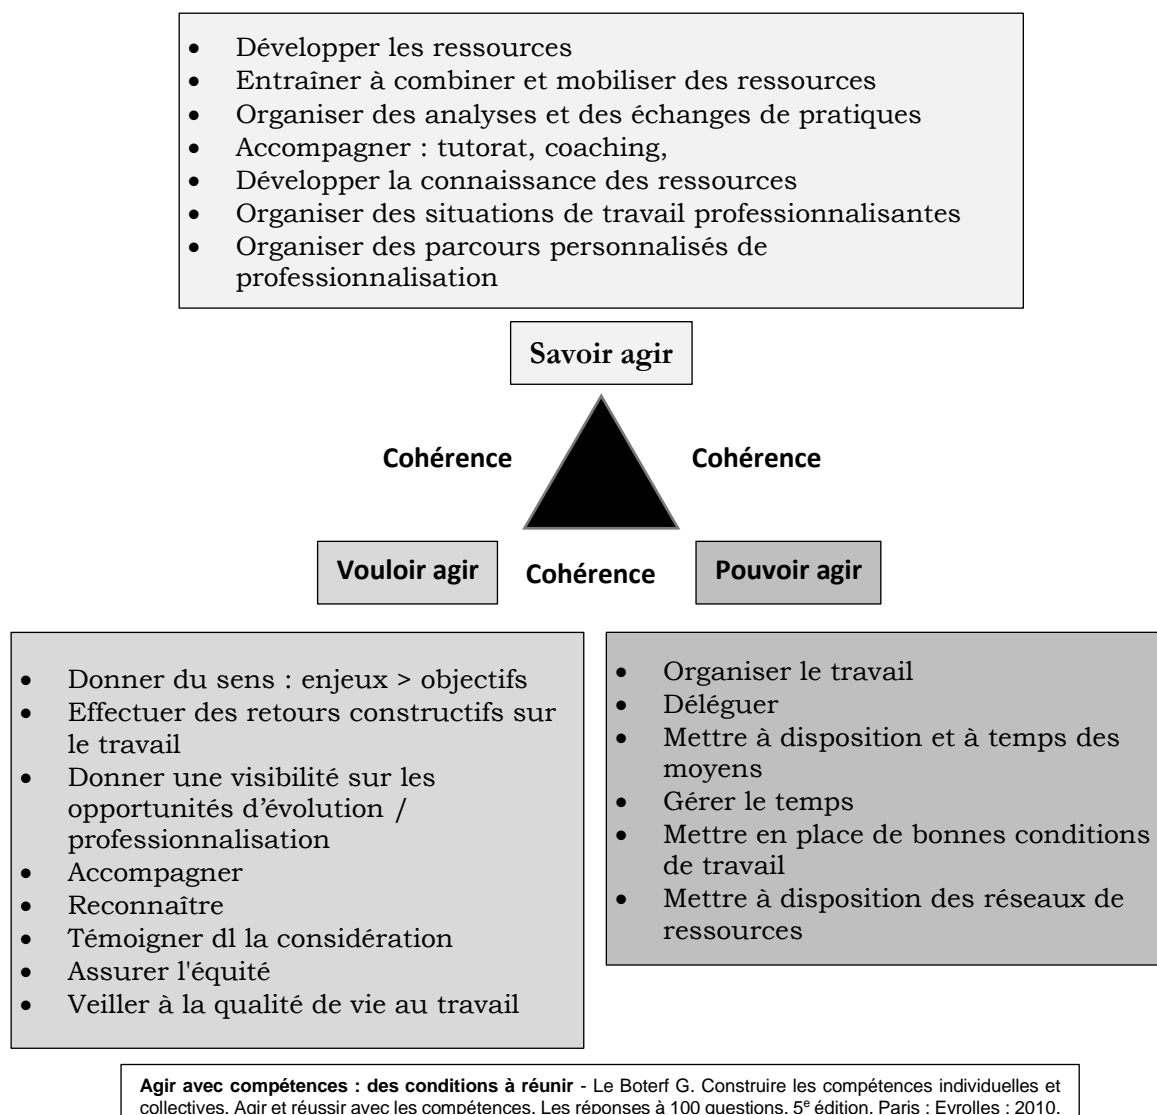 • Développer les ressources
• Entraîner à combiner et mobiliser des ressources
• Organiser des analyses et des échanges de pratiques
• Accompagner : tutorat, coaching,
• Développer la connaissance des ressources
• Organiser des situations de travail professionnalisantes
• Organiser des parcours personnalisés de
professionnalisation
Savoir agir
Cohérence
Cohérence
Vouloir agir
Cohérence
Pouvoir agir
• Donner du sens : enjeux > objectifs
• Effectuer des retours constructifs sur
le travail
• Donner une visibilité sur les
opportunités d’évolution /
professionnalisation
• Accompagner
• Reconnaître
• Témoigner dl la considération
• Assurer l'équité
• Veiller à la qualité de vie au travail
• Organiser le travail
• Déléguer
• Mettre à disposition et à temps des
moyens
• Gérer le temps
• Mettre en place de bonnes conditions
de travail
• Mettre à disposition des réseaux de
ressources
Agir avec compétences : des conditions à réunir - Le Boterf G. Construire les compétences individuelles et
collectives. Agir et réussir avec les compétences. Les réponses à 100 questions. 5e édition. Paris : Eyrolles ; 2010.